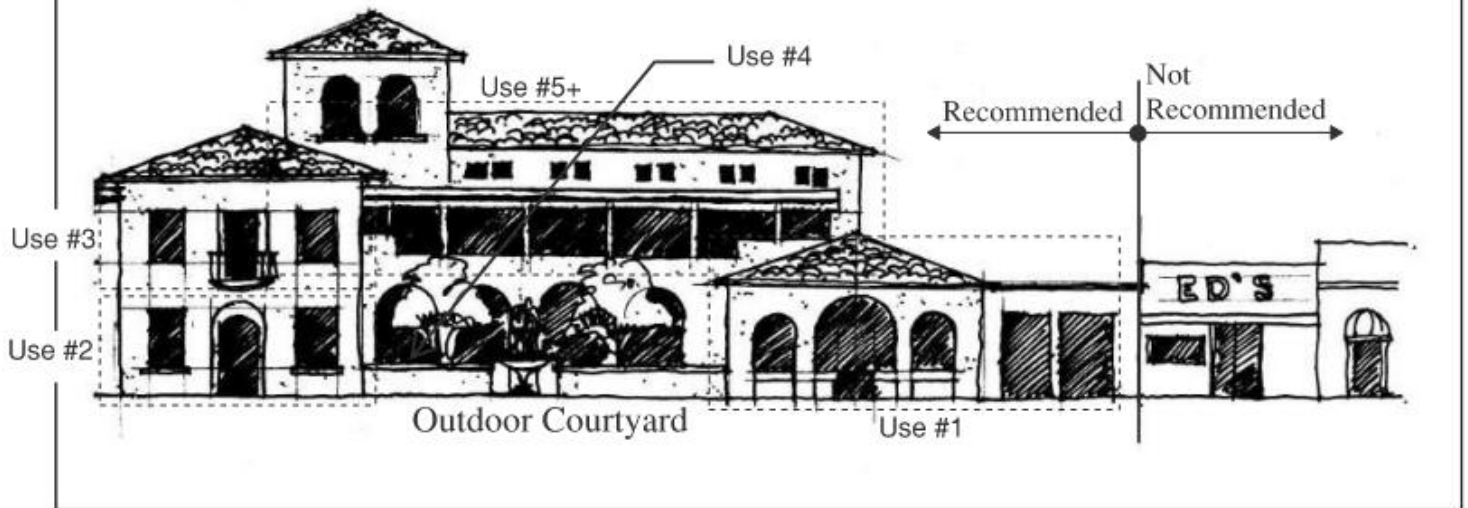 Use #4
Use #5+
Not
Recommended
Recommended
ED'S
Use #3
Use #2
Outdoor Courtyard
Use #1